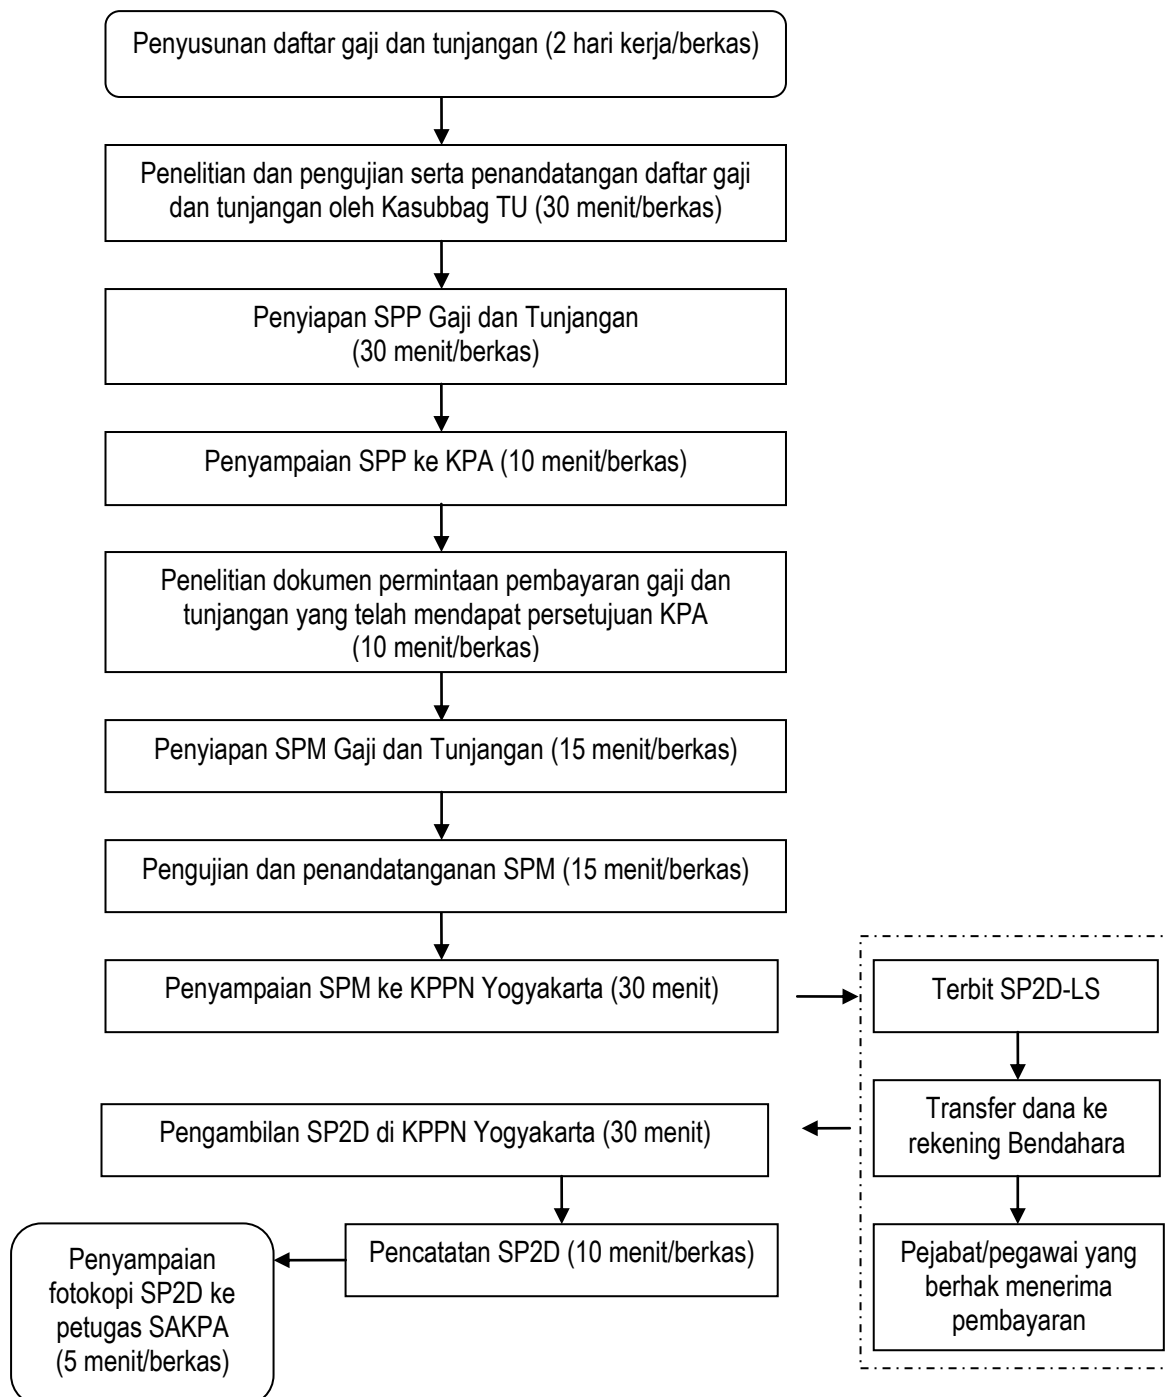 Penyusunan daftar gaji dan tunjangan (2 hari kerja/berkas)
Penelitian dan pengujian serta penandatangan daftar gaji
dan tunjangan oleh Kasubbag TU (30 menit/berkas)
Penyiapan SPP Gaji dan Tunjangan
(30 menit/berkas)
Penyampaian SPP ke KPA (10 menit/berkas)
Penelitian dokumen permintaan pembayaran gaji dan
tunjangan yang telah mendapat persetujuan KPA
(10 menit/berkas)
Penyiapan SPM Gaji dan Tunjangan (15 menit/berkas)
Pengujian dan penandatanganan SPM (15 menit/berkas)
Penyampaian SPM ke KPPN Yogyakarta (30 menit)
Terbit SP2D-LS
Transfer dana ke
rekening Bendahara
Pejabat/pegawai yang
berhak menerima
pembayaran
Pengambilan SP2D di KPPN Yogyakarta (30 menit)
Pencatatan SP2D (10 menit/berkas)
Penyampaian
fotokopi SP2D ke
petugas SAKPA
(5 menit/berkas)